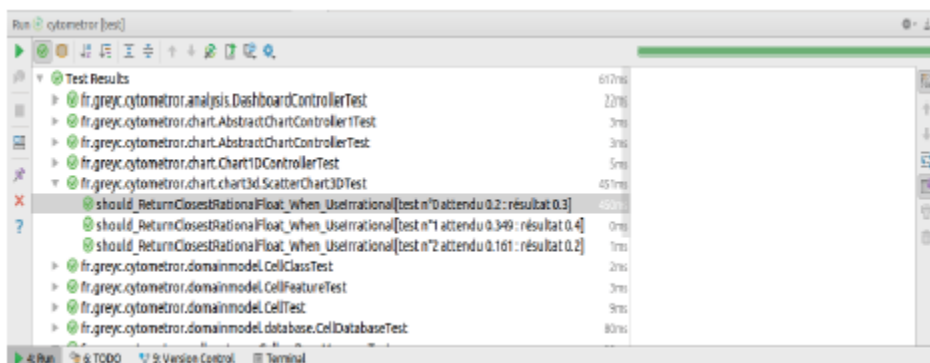 Run cytometror [test]
Test Results 617ms
fr.greyc.cytometror.analysis.DashboardControllerTest 22ms
fr.greyc.cytometror.chart.AbstractChartController1Test 3ms
fr.greyc.cytometror.chart.AbstractChartControllerTest 3ms
fr.greyc.cytometror.chart.Chart1DControllerTest 5ms
fr.greyc.cytometror.chart.chart3d.ScatterChart3DTest 451ms
should_ReturnClosestRationalFloat_When_UseIrrational[test n°0 attendu 0.2 : résultat 0.3] 450ms
should_ReturnClosestRationalFloat_When_UseIrrational[test n°1 attendu 0.349 : résultat 0.4] 0ms
should_ReturnClosestRationalFloat_When_UseIrrational[test n°2 attendu 0.161 : résultat 0.2] 1ms
fr.greyc.cytometror.domainmodel.CellClassTest 2ms
fr.greyc.cytometror.domainmodel.CellFeatureTest 3ms
fr.greyc.cytometror.domainmodel.CellTest 9ms
fr.greyc.cytometror.domainmodel.database.CellDatabaseTest 80ms
4: Run 6: TODO 9: Version Control Terminal